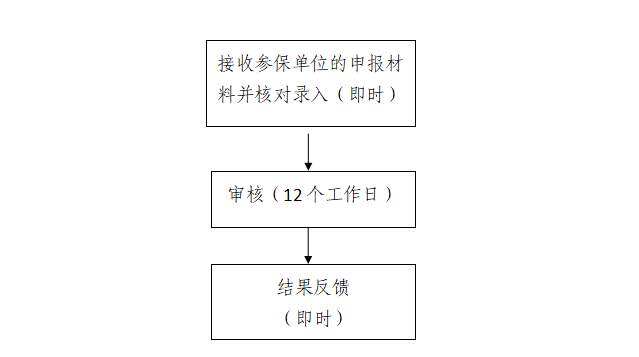 接收参保单位的申报材
料并核对录入（即时）
审核（12个工作日）
结果反馈
（即时）